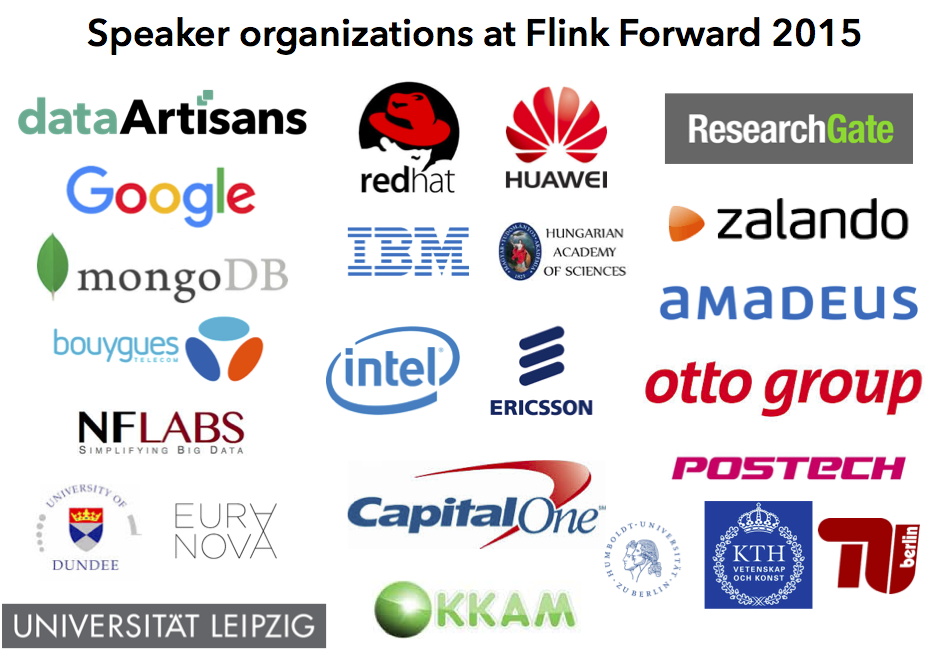 Speaker organizations at Flink Forward 2015
dataArtisans
redhat
HUAWEI
ResearchGate
Google
zalando
mongoDB
IBM
HUNGARIAN
ACADEMY
OF SCIENCES
amadeus
bouygues
TELECOM
intel
ERICSSON
otto group
NFLABS
SIMPLIFYING BIG DATA
POSTECH
UNIVERSITY OF
DUNDEE
EURA
NOVA
CapitalOne
HUMBOLDT-UNIVERSITÄT
ZU BERLIN
KTH
VETENSKAP
OCH KONST
TU
berlin
UNIVERSITÄT LEIPZIG
OKKAM